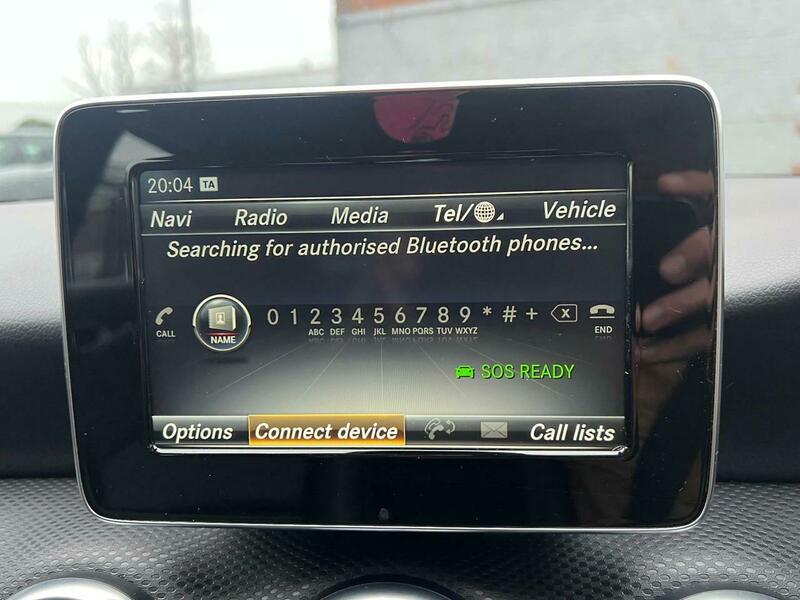 20:04 TA
Navi Radio Media Tel/ Vehicle
Searching for authorised Bluetooth phones...
CALL NAME 0 1 2 3 4 5 6 7 8 9 * # + X END
ABC DEF GHI JKL MNO PQRS TUV WXYZ
SOS READY
Options Connect device Call lists